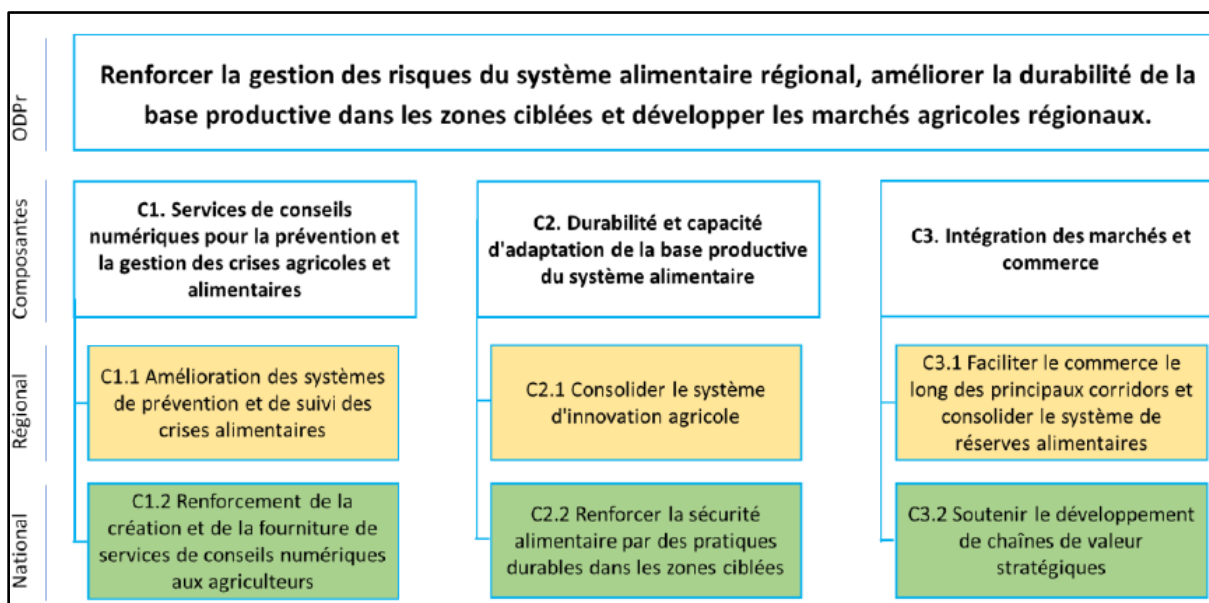 ODPr
Renforcer la gestion des risques du système alimentaire régional, améliorer la durabilité de la
base productive dans les zones ciblées et développer les marchés agricoles régionaux.
Composantes
C1. Services de conseils
numériques pour la prévention et
la gestion des crises agricoles et
alimentaires
C2. Durabilité et capacité
d'adaptation de la base productive
du système alimentaire
C3. Intégration des marchés et
commerce
Régional
C1.1 Amélioration des systèmes
de prévention et de suivi des
crises alimentaires
C2.1 Consolider le système
d'innovation agricole
C3.1 Faciliter le commerce le
long des principaux corridors et
consolider le système de
réserves alimentaires
National
C1.2 Renforcement de la
création et de la fourniture de
services de conseils numériques
aux agriculteurs
C2.2 Renforcer la sécurité
alimentaire par des pratiques
durables dans les zones ciblées
C3.2 Soutenir le développement
de chaînes de valeur
stratégiques